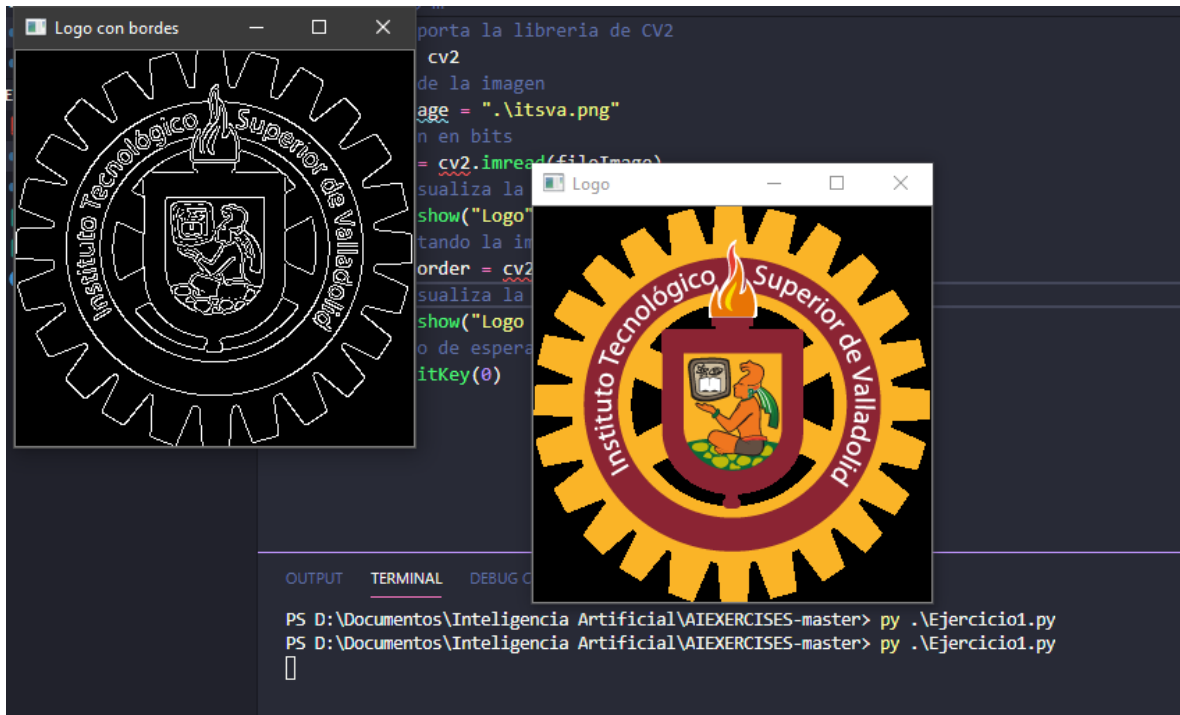 Logo con bordes
Instituto Tecnológico Superior de Valladolid
porta la libreria de CV2
cv2
de la imagen
age = ".\itsva.png"
n en bits
= cv2.imread(fileImage)
sualiza la
show("Logo"
tando la im
order = cv2
sualiza la
show("Logo
o de espera
itKey(0)
Logo
Instituto Tecnológico Superior de Valladolid
OUTPUT TERMINAL DEBUG C
PS D:\Documentos\Inteligencia Artificial\AIEXERCISES-master> py .\Ejercicio1.py
PS D:\Documentos\Inteligencia Artificial\AIEXERCISES-master> py .\Ejercicio1.py